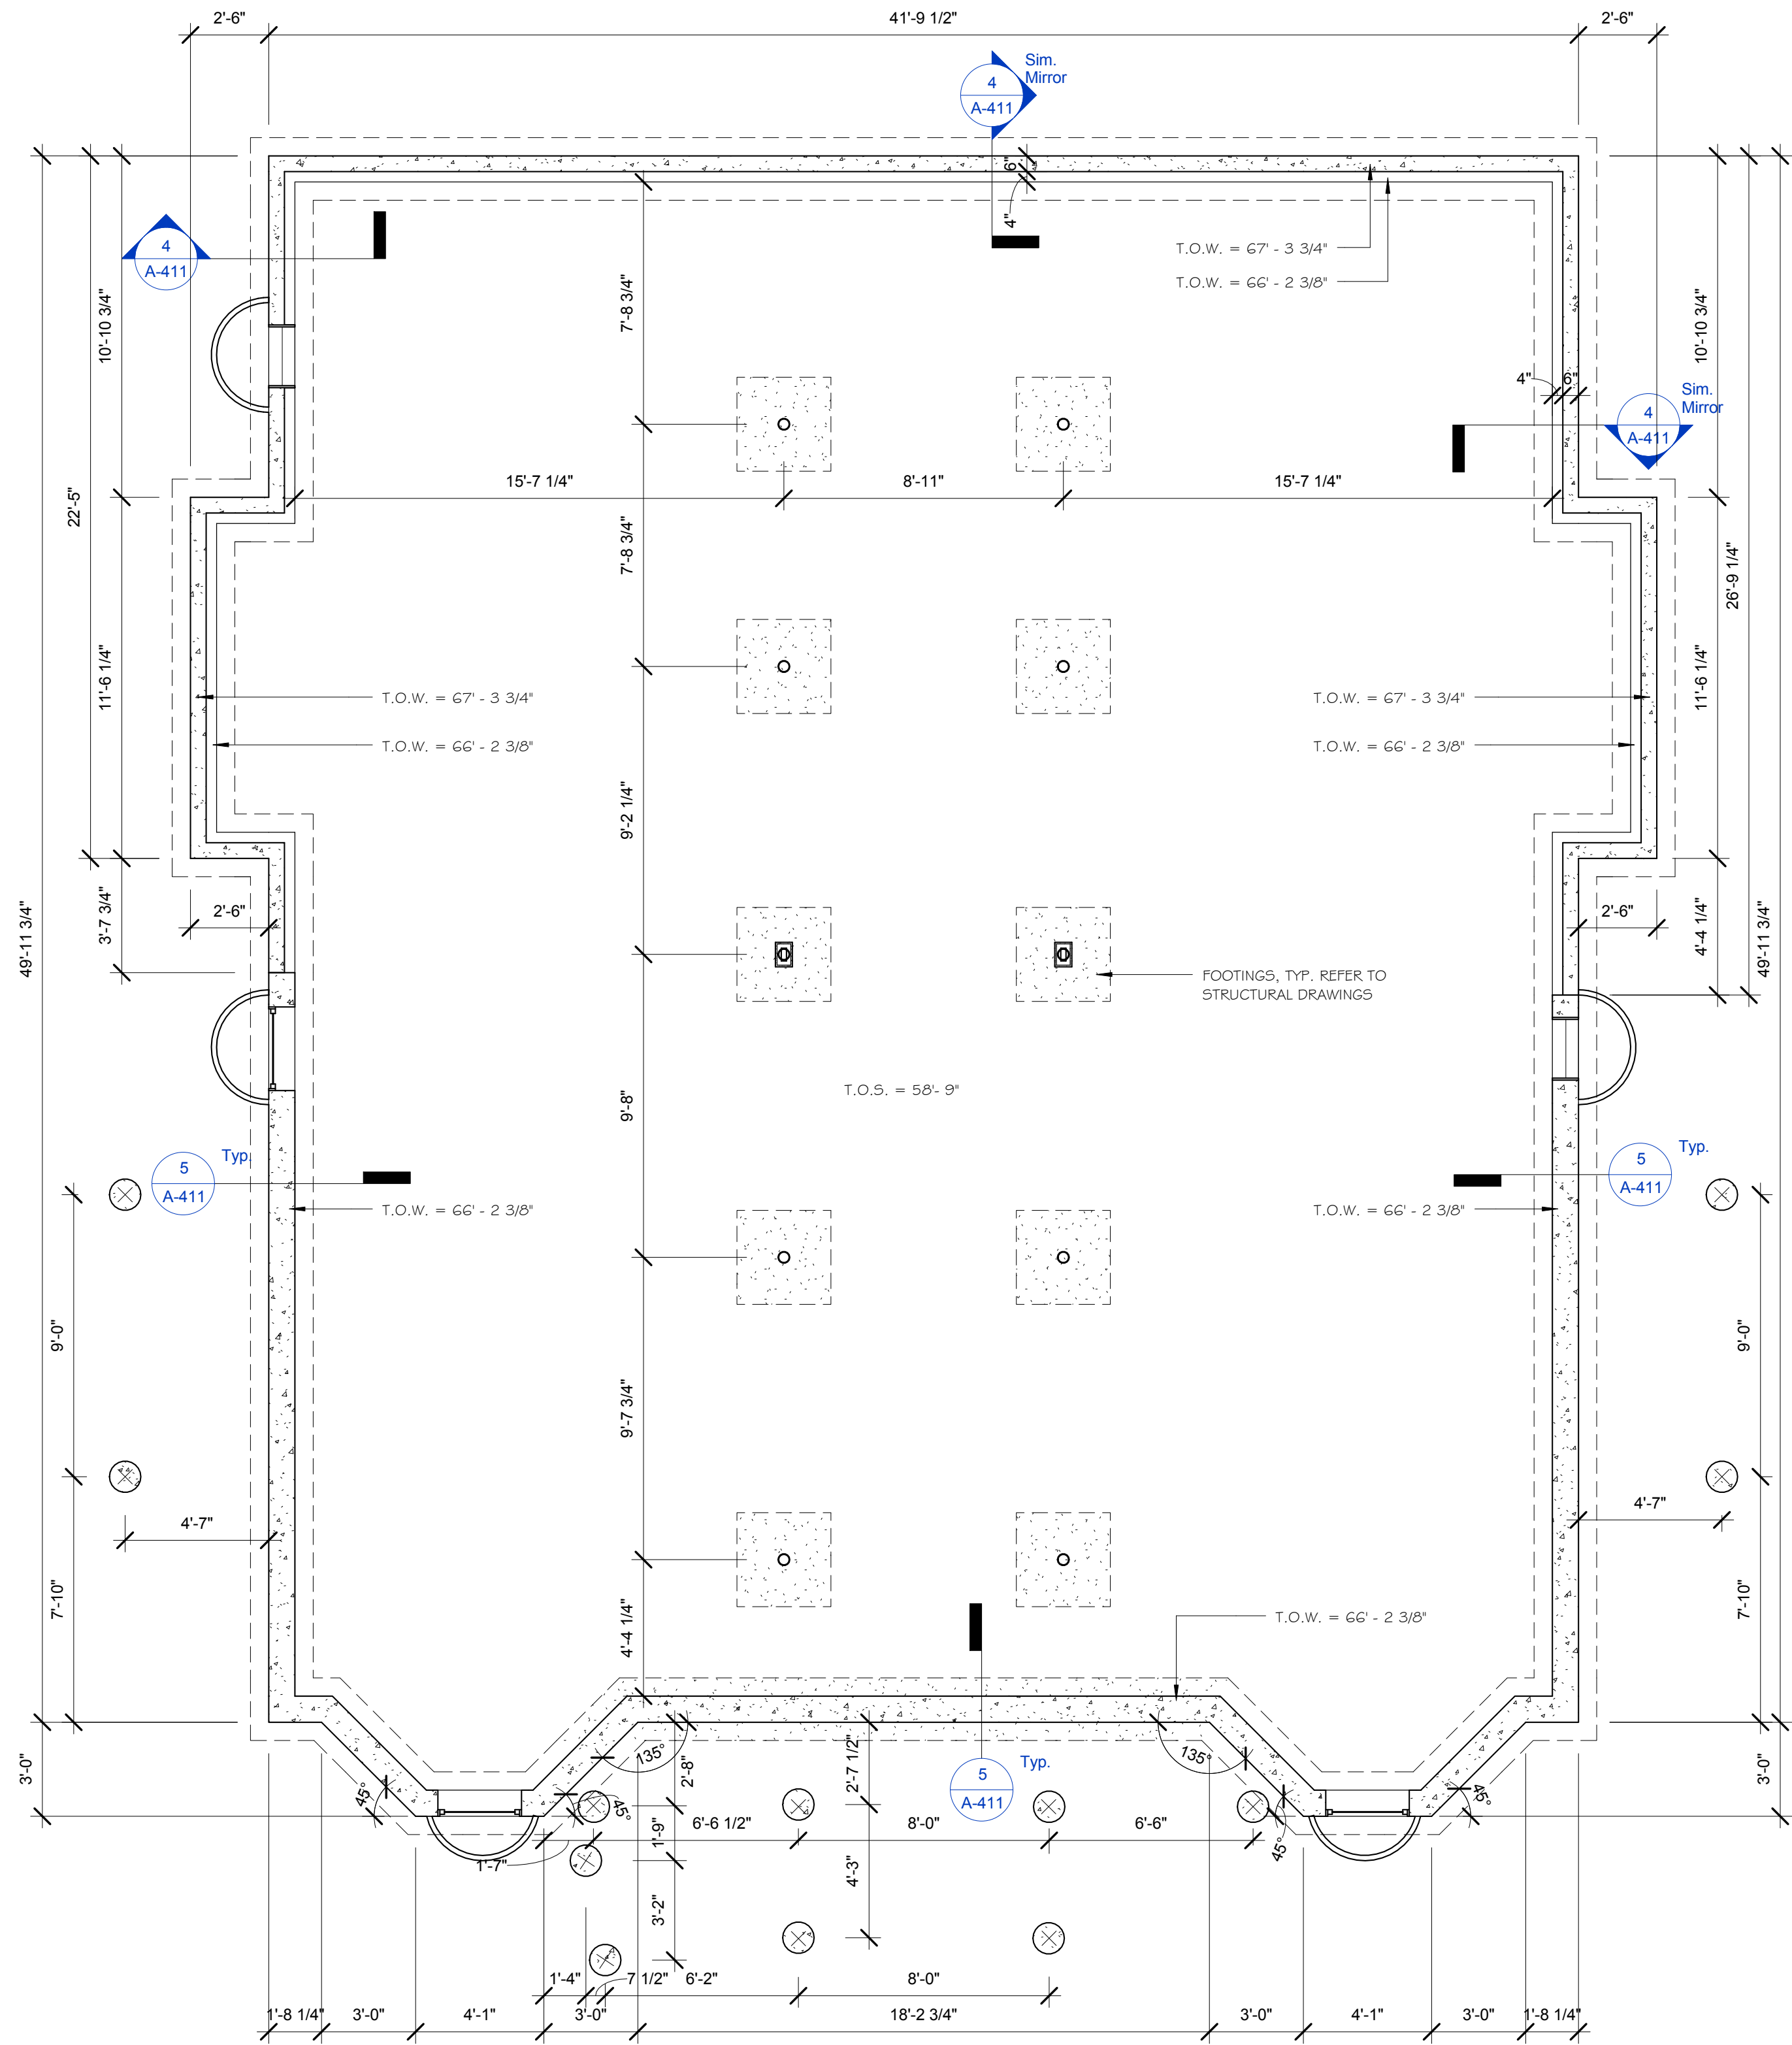 2'-6"
41'-9 1/2"
2'-6"
4
A-411
Sim.
Mirror
6"
4"
T.O.W. = 67' - 3 3/4"
T.O.W. = 66' - 2 3/8"
4
A-411
10'-10 3/4"
7'-8 3/4"
10'-10 3/4"
4"
6"
4
A-411
Sim.
Mirror
15'-7 1/4"
8'-11"
15'-7 1/4"
22'-5"
7'-8 3/4"
26'-9 1/4"
11'-6 1/4"
11'-6 1/4"
T.O.W. = 67' - 3 3/4"
T.O.W. = 66' - 2 3/8"
T.O.W. = 67' - 3 3/4"
T.O.W. = 66' - 2 3/8"
9'-2 1/4"
49'-11 3/4"
3'-7 3/4"
2'-6"
2'-6"
4'-4 1/4"
49'-11 3/4"
FOOTINGS, TYP. REFER TO
STRUCTURAL DRAWINGS
T.O.S. = 58'- 9"
9'-8"
5
A-411
Typ.
5
A-411
Typ.
T.O.W. = 66' - 2 3/8"
T.O.W. = 66' - 2 3/8"
9'-0"
9'-0"
9'-7 3/4"
4'-7"
4'-7"
7'-10"
7'-10"
4'-4 1/4"
T.O.W. = 66' - 2 3/8"
3'-0"
3'-0"
135°
135°
2'-8"
2'-7 1/2"
5
A-411
Typ.
45°
45°
45°
45°
6'-6 1/2"
8'-0"
6'-6"
1'-7"
1'-9"
4'-3"
3'-2"
1'-4"
7 1/2"
6'-2"
8'-0"
1'-8 1/4"
3'-0"
4'-1"
3'-0"
18'-2 3/4"
3'-0"
4'-1"
3'-0"
1'-8 1/4"